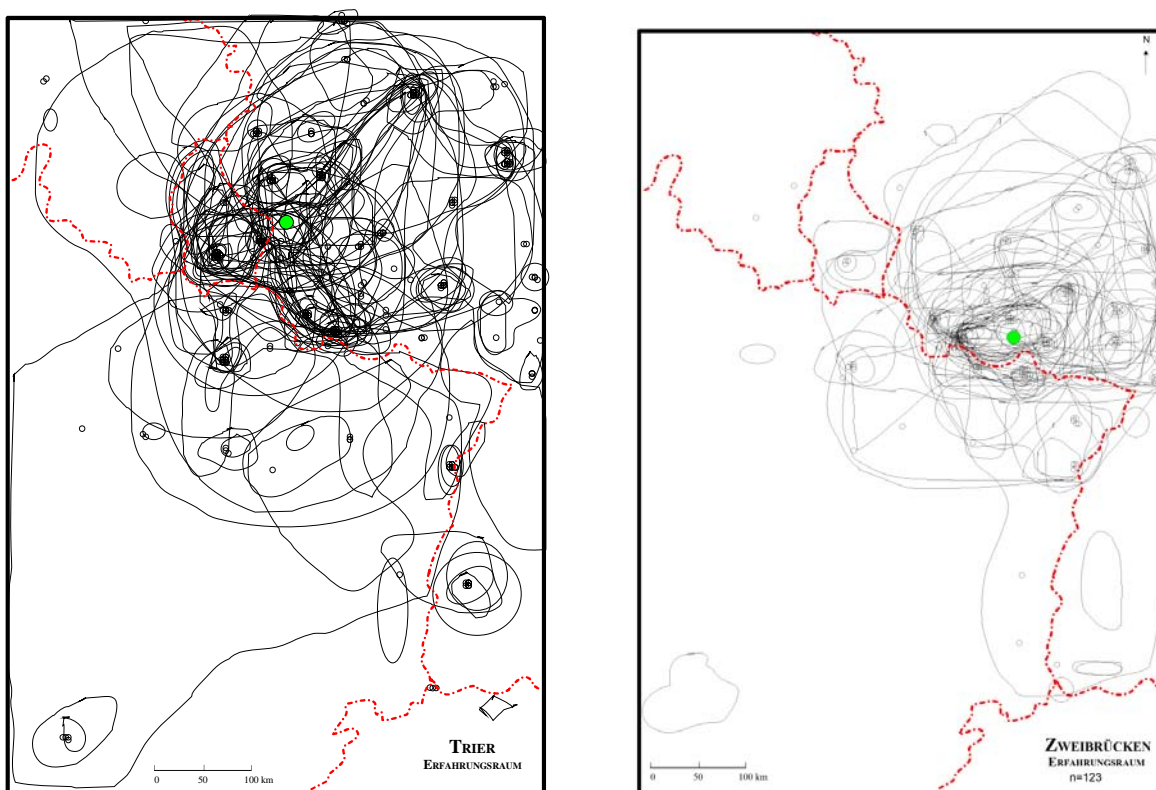 TRIER
ERFAHRUNGSRAUM
0 50 100 km
N
ZWEIBRÜCKEN
ERFAHRUNGSRAUM
n=123
0 50 100 km